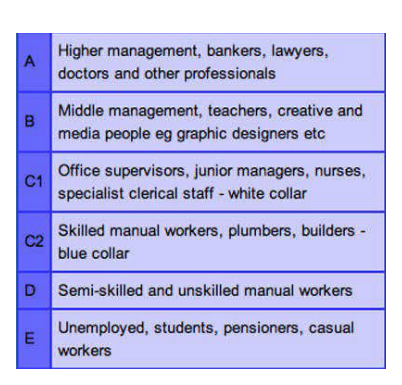 A
Higher management, bankers, lawyers,
doctors and other professionals
B
Middle management, teachers, creative and
media people eg graphic designers etc
C1
Office supervisors, junior managers, nurses,
specialist clerical staff - white collar
C2
Skilled manual workers, plumbers, builders -
blue collar
D
Semi-skilled and unskilled manual workers
E
Unemployed, students, pensioners, casual
workers